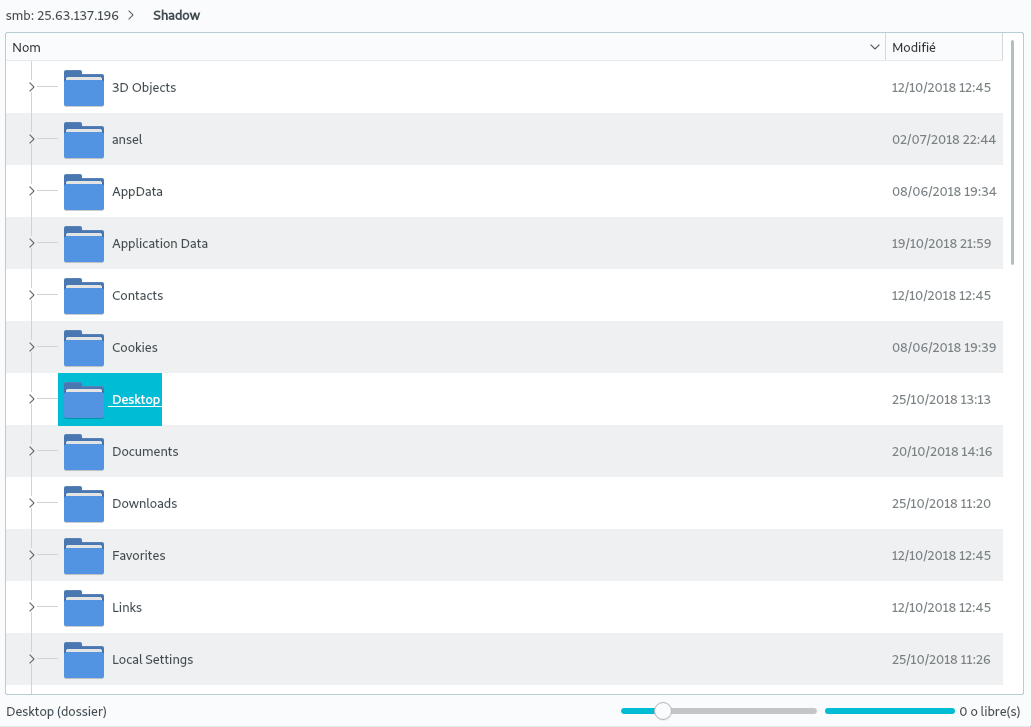 smb: 25.63.137.196 > Shadow
Nom Modifié
3D Objects 12/10/2018 12:45
ansel 02/07/2018 22:44
AppData 08/06/2018 19:34
Application Data 19/10/2018 21:59
Contacts 12/10/2018 12:45
Cookies 08/06/2018 19:39
Desktop 25/10/2018 13:13
Documents 20/10/2018 14:16
Downloads 25/10/2018 11:20
Favorites 12/10/2018 12:45
Links 12/10/2018 12:45
Local Settings 25/10/2018 11:26
Desktop (dossier) 0 o libre(s)